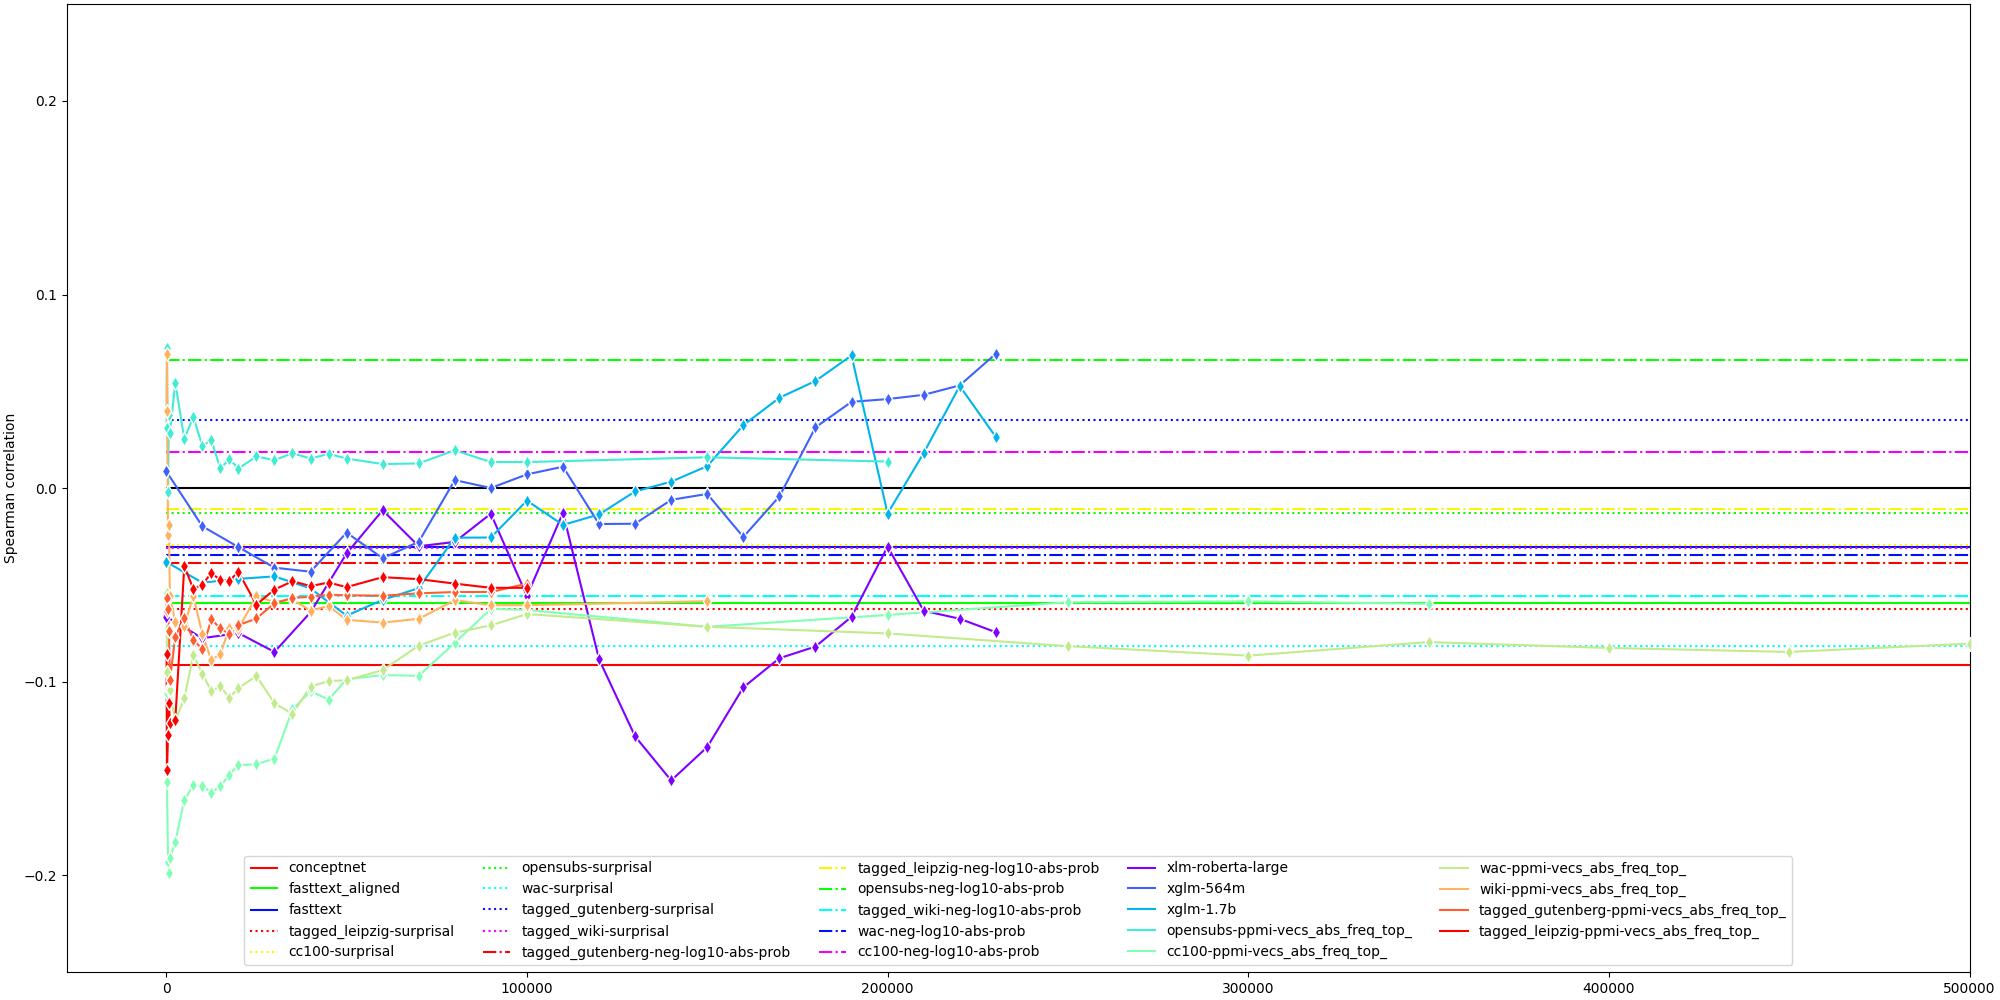 0.2
0.1
0.0
−0.1
−0.2
Spearman correlation
conceptnet
fasttext_aligned
fasttext
tagged_leipzig-surprisal
cc100-surprisal
opensubs-surprisal
wac-surprisal
tagged_gutenberg-surprisal
tagged_wiki-surprisal
tagged_gutenberg-neg-log10-abs-prob
tagged_leipzig-neg-log10-abs-prob
opensubs-neg-log10-abs-prob
tagged_wiki-neg-log10-abs-prob
wac-neg-log10-abs-prob
cc100-neg-log10-abs-prob
xlm-roberta-large
xglm-564m
xglm-1.7b
opensubs-ppmi-vecs_abs_freq_top_
cc100-ppmi-vecs_abs_freq_top_
wac-ppmi-vecs_abs_freq_top_
wiki-ppmi-vecs_abs_freq_top_
tagged_gutenberg-ppmi-vecs_abs_freq_top_
tagged_leipzig-ppmi-vecs_abs_freq_top_
0 100000 200000 300000 400000 500000